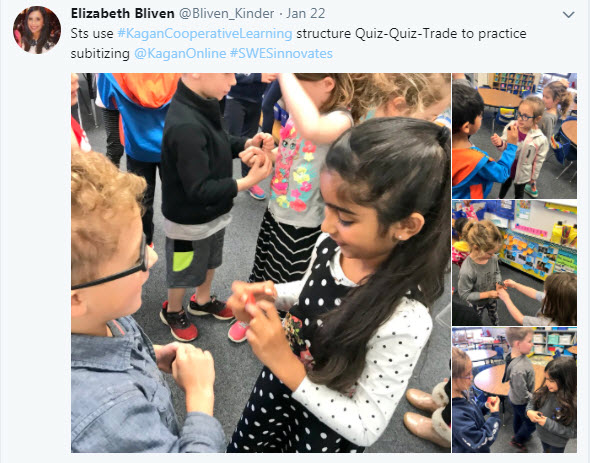 Elizabeth Bliven @Bliven_Kinder · Jan 22
Sts use #KaganCooperativeLearning structure Quiz-Quiz-Trade to practice
subitizing @KaganOnline #SWESinnovates